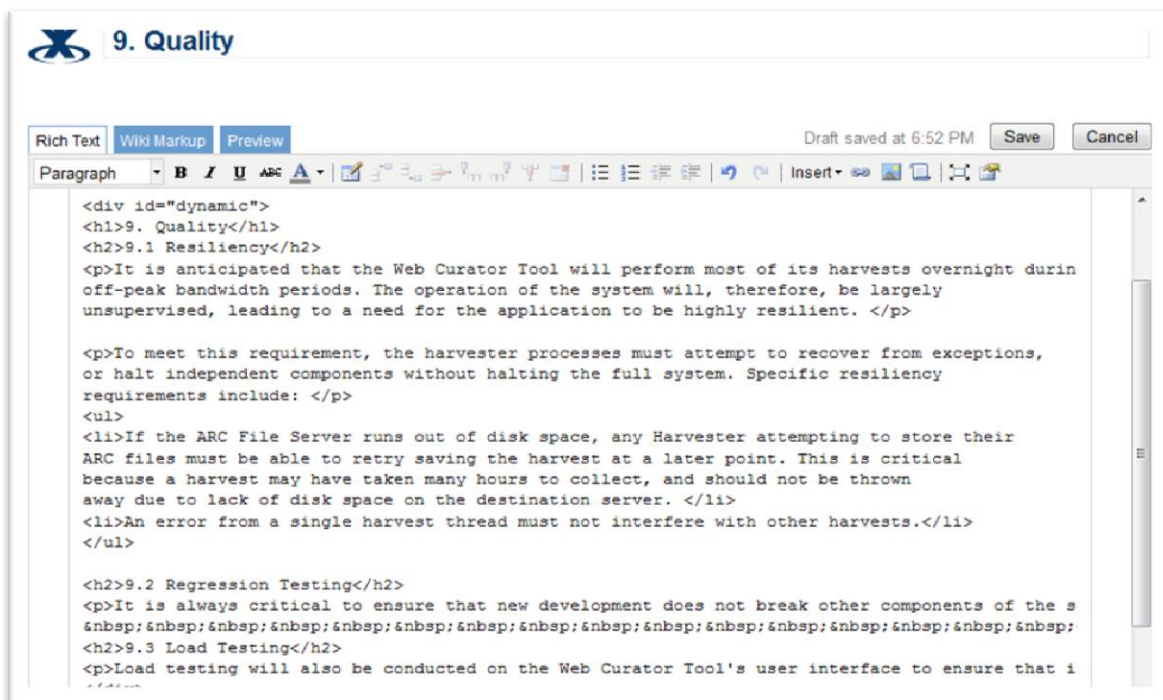 9. Quality
Rich Text Wiki Markup Preview Draft saved at 6:52 PM Save Cancel
Paragraph B I U ABC A Insert
<div id="dynamic">
<h1>9. Quality</h1>
<h2>9.1 Resiliency</h2>
<p>It is anticipated that the Web Curator Tool will perform most of its harvests overnight durin
off-peak bandwidth periods. The operation of the system will, therefore, be largely
unsupervised, leading to a need for the application to be highly resilient. </p>
<p>To meet this requirement, the harvester processes must attempt to recover from exceptions,
or halt independent components without halting the full system. Specific resiliency
requirements include: </p>
<ul>
<li>If the ARC File Server runs out of disk space, any Harvester attempting to store their
ARC files must be able to retry saving the harvest at a later point. This is critical
because a harvest may have taken many hours to collect, and should not be thrown
away due to lack of disk space on the destination server. </li>
<li>An error from a single harvest thread must not interfere with other harvests.</li>
</ul>
<h2>9.2 Regression Testing</h2>
<p>It is always critical to ensure that new development does not break other components of the s
&nbsp;&nbsp;&nbsp;&nbsp;&nbsp;&nbsp;&nbsp;&nbsp;&nbsp;&nbsp;&nbsp;&nbsp;&nbsp;&nbsp;&nbsp;&nbsp;
<h2>9.3 Load Testing</h2>
<p>Load testing will also be conducted on the Web Curator Tool's user interface to ensure that i